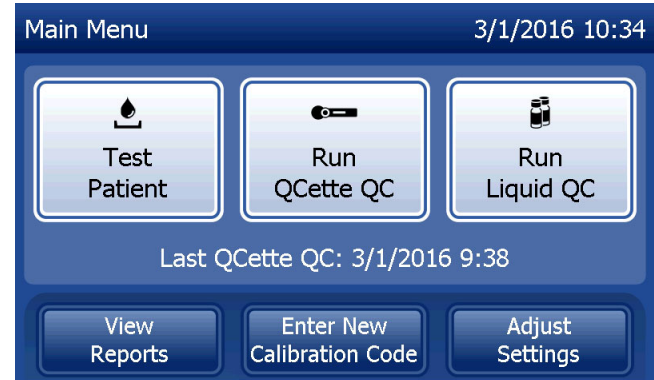 Main Menu 3/1/2016 10:34
Test Run Run
Patient QCette QC Liquid QC
Last QCette QC: 3/1/2016 9:38
View Enter New Adjust
Reports Calibration Code Settings